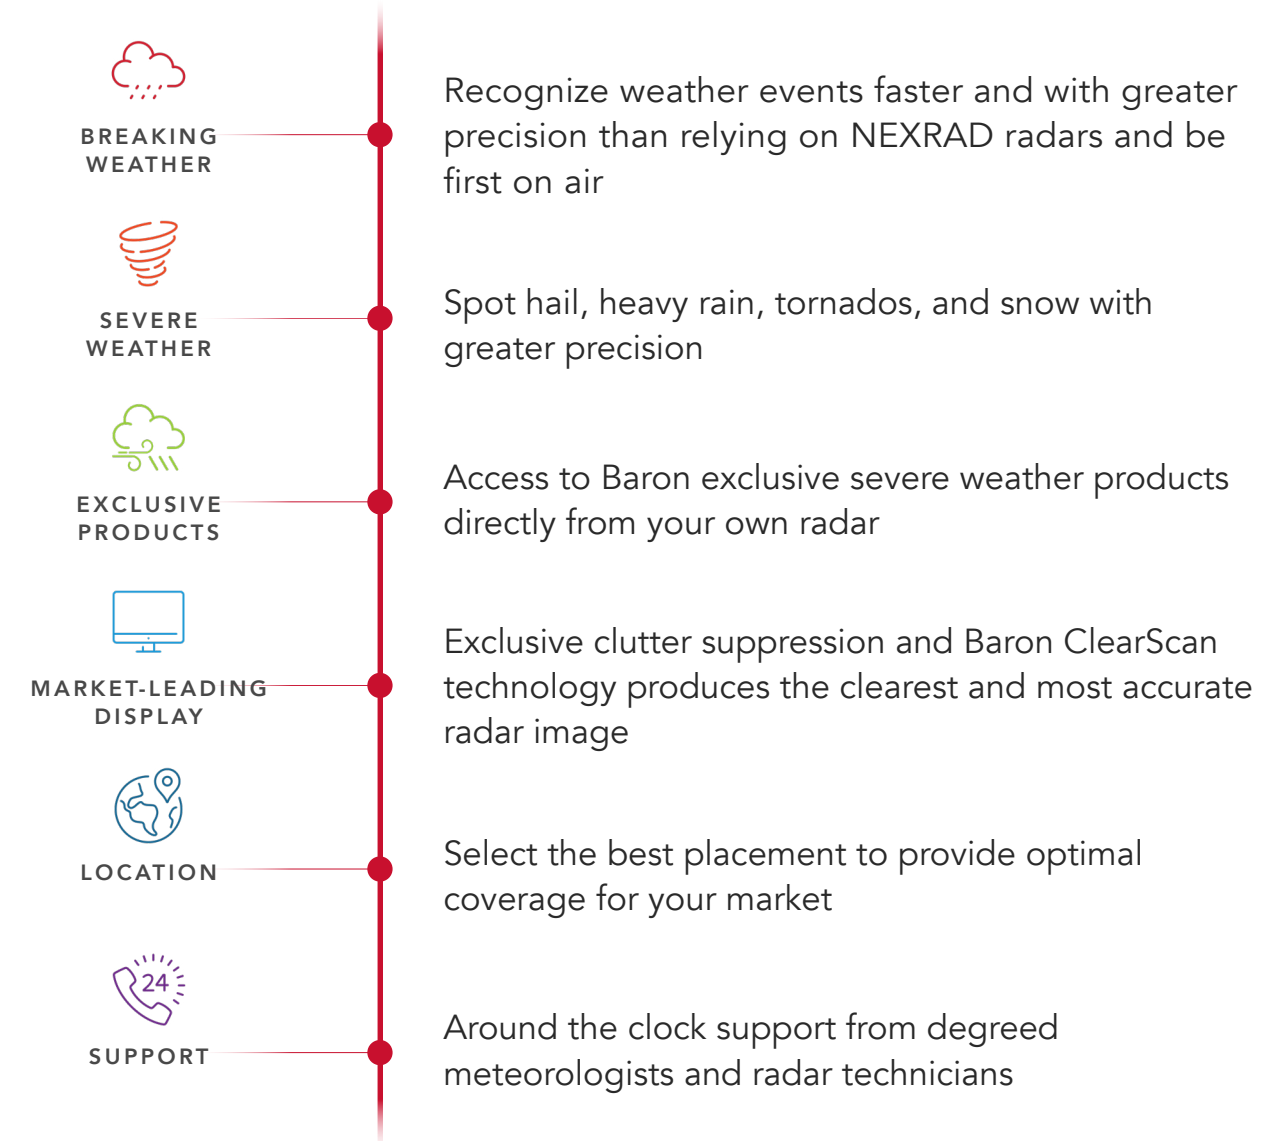 BREAKING
WEATHER
Recognize weather events faster and with greater
precision than relying on NEXRAD radars and be
first on air
SEVERE
WEATHER
Spot hail, heavy rain, tornados, and snow with
greater precision
EXCLUSIVE
PRODUCTS
Access to Baron exclusive severe weather products
directly from your own radar
MARKET-LEADING
DISPLAY
Exclusive clutter suppression and Baron ClearScan
technology produces the clearest and most accurate
radar image
LOCATION
Select the best placement to provide optimal
coverage for your market
24
SUPPORT
Around the clock support from degreed
meteorologists and radar technicians